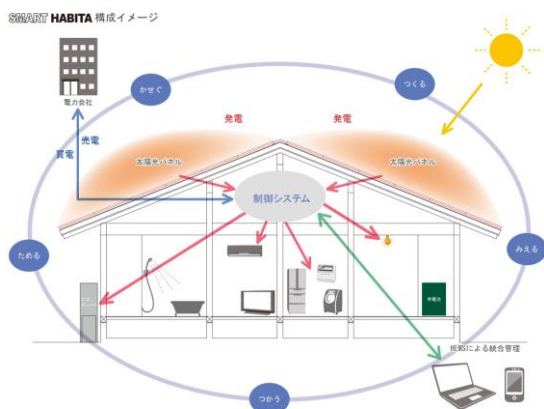 SMART HABITA 構成イメージ
電力会社
かせぐ
つくる
発電
発電
売電
買電
太陽光パネル
太陽光パネル
制御システム
ためる
みえる
HEMSによる統合管理
つかう